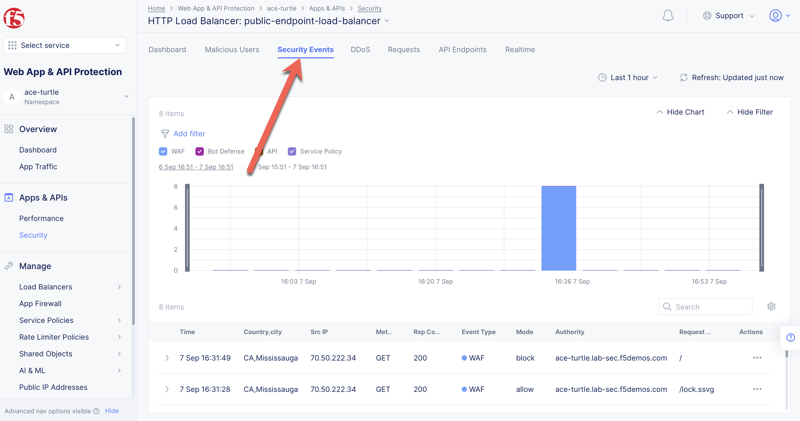 Home > Web App & API Protection > ace-turtle > Apps & APIs > Security
HTTP Load Balancer: public-endpoint-load-balancer
Support
f5
Select service
Web App & API Protection
A ace-turtle
Namespace
Overview
Dashboard
App Traffic
Apps & APIs
Performance
Security
Manage
Load Balancers
App Firewall
Service Policies
Rate Limiter Policies
Shared Objects
AI & ML
Public IP Addresses
Advanced nav options visible Hide
Dashboard Malicious Users Security Events DDoS Requests API Endpoints Realtime
Last 1 hour Refresh: Updated just now
8 items Hide Chart Hide Filter
Add filter
WAF Bot Defense API Service Policy
6 Sep 16:51 - 7 Sep 16:51 Sep 15:51 - 7 Sep 16:51
8
6
4
2
0
16:03 7 Sep 16:20 7 Sep 16:36 7 Sep 16:53 7 Sep
8 items Search
Time Country,city Src IP Met... Rsp Co... Event Type Mode Authority Request ... Actions
7 Sep 16:31:49 CA,Mississauga 70.50.222.34 GET 200 WAF block ace-turtle.lab-sec.f5demos.com / ...
7 Sep 16:31:28 CA,Mississauga 70.50.222.34 GET 200 WAF allow ace-turtle.lab-sec.f5demos.com /lock.ssvg ...